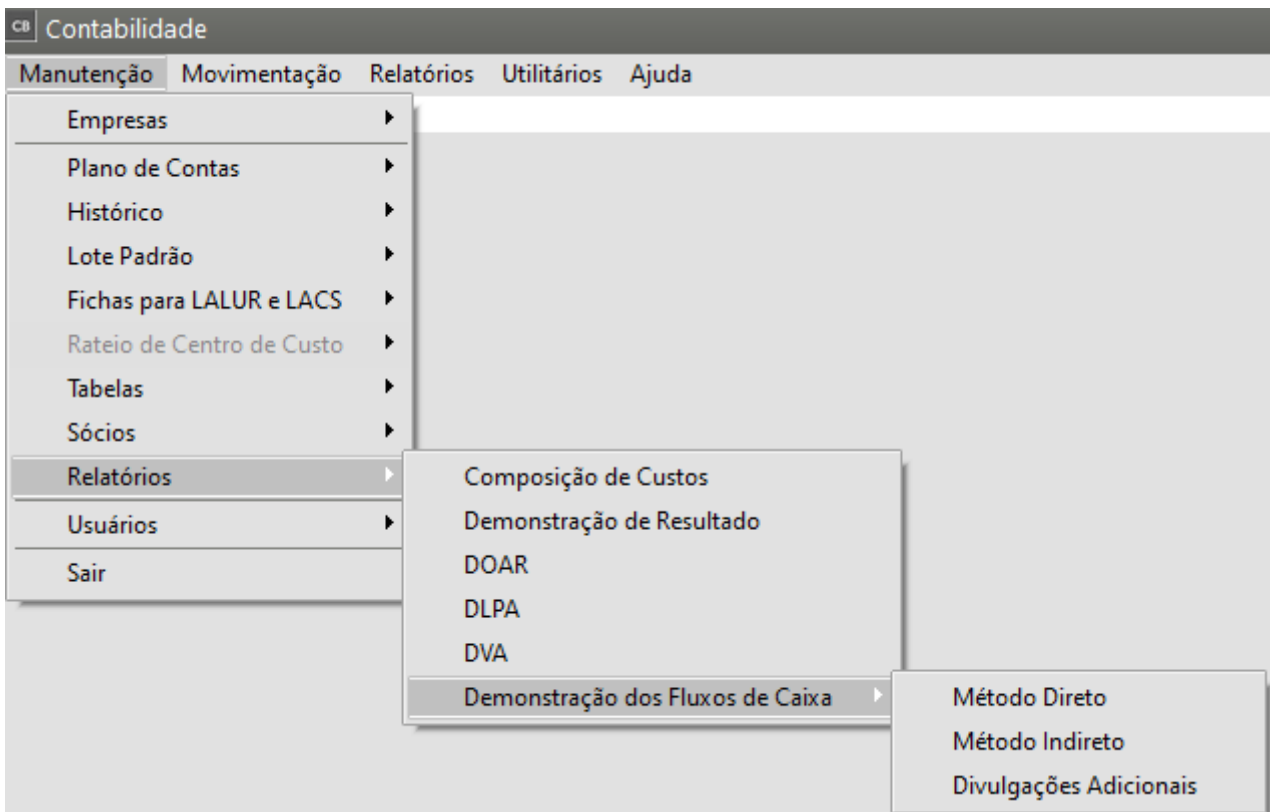 CB Contabilidade
Manutenção Movimentação Relatórios Utilitários Ajuda
Empresas
Plano de Contas
Histórico
Lote Padrão
Fichas para LALUR e LACS
Rateio de Centro de Custo
Tabelas
Sócios
Relatórios
Usuários
Sair
Composição de Custos
Demonstração de Resultado
DOAR
DLPA
DVA
Demonstração dos Fluxos de Caixa
Método Direto
Método Indireto
Divulgações Adicionais